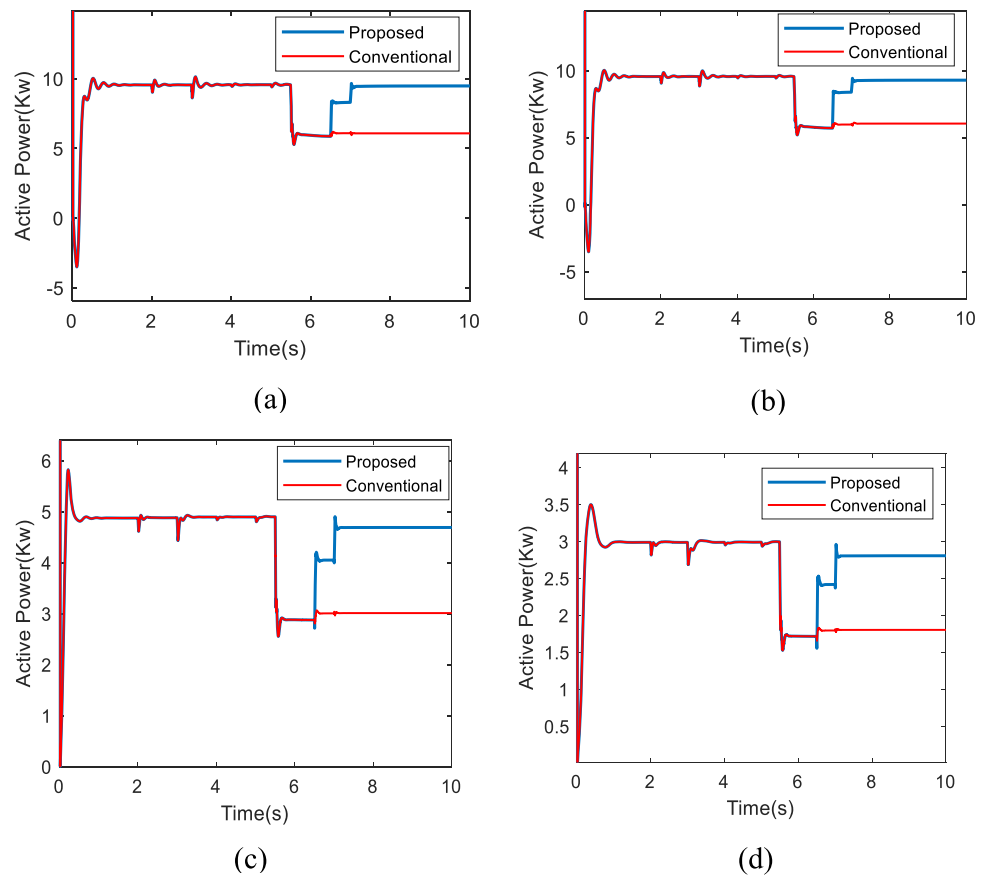 Proposed
Conventional
Active Power(Kw)
10
5
0
-5
0 2 4 6 8 10
Time(s)
(a)
Proposed
Conventional
Active Power(Kw)
10
5
0
-5
0 2 4 6 8 10
Time(s)
(b)
Proposed
Conventional
Active Power(Kw)
6
5
4
3
2
1
0
0 2 4 6 8 10
Time(s)
(c)
Proposed
Conventional
Active Power(Kw)
4
3.5
3
2.5
2
1.5
1
0.5
0 2 4 6 8 10
Time(s)
(d)